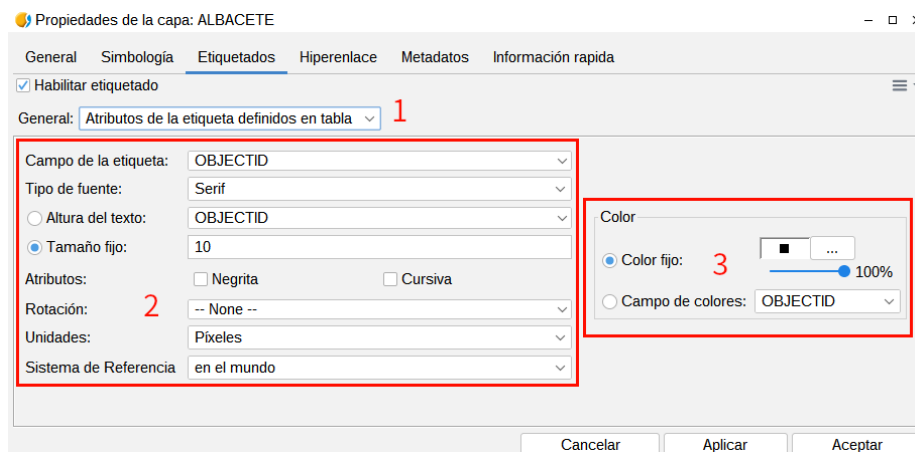 Propiedades de la capa: ALBACETE
General Simbología Etiquetados Hiperenlace Metadatos Información rapida
Habilitar etiquetado
General: Atributos de la etiqueta definidos en tabla 1
Campo de la etiqueta: OBJECTID
Tipo de fuente: Serif
Altura del texto: OBJECTID
Tamaño fijo: 10
Atributos: Negrita Cursiva
Rotación: 2 -- None --
Unidades: Píxeles
Sistema de Referencia en el mundo
Color
Color fijo: 3 ...
100%
Campo de colores: OBJECTID
Cancelar Aplicar Aceptar